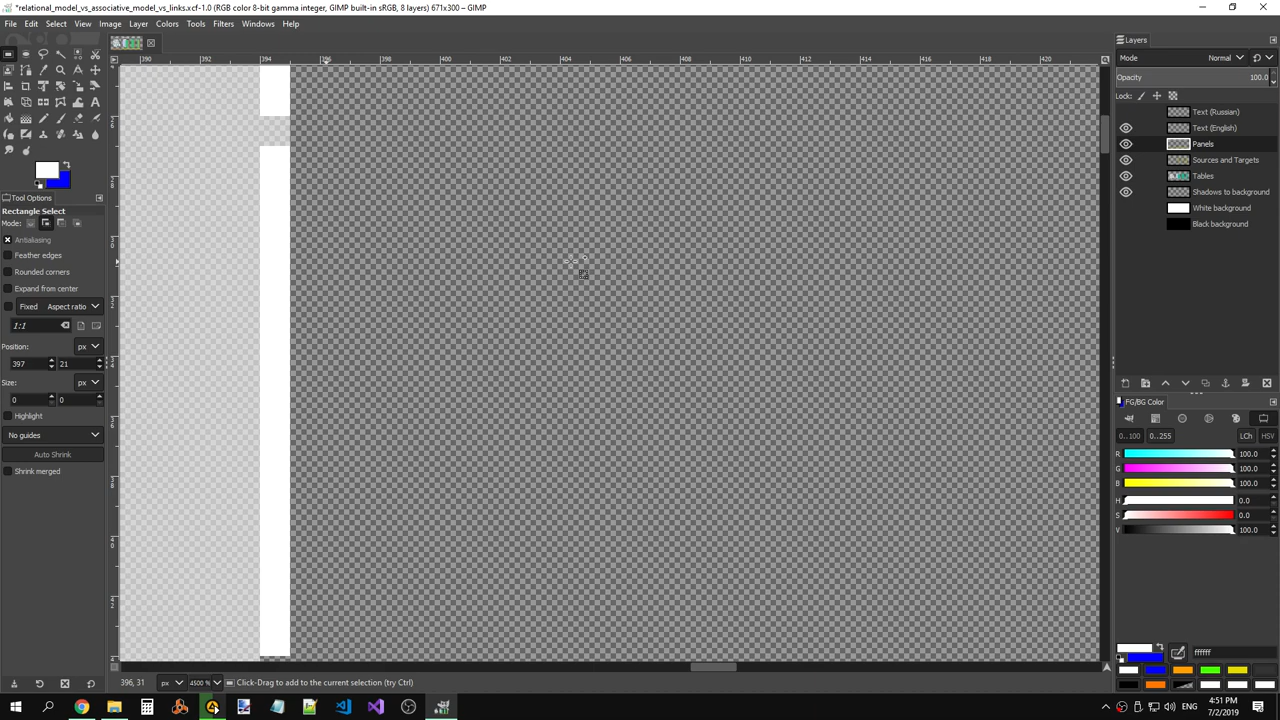 *relational_model_vs_associative_model_vs_links.xcf-1.0 (RGB color 8-bit gamma integer, GIMP built-in sRGB, 8 layers) 671x300 – GIMP
File Edit Select View Image Layer Colors Tools Filters Windows Help
390 392 394 396 398 400 402 404 406 408 410 412 414 416 418 420
Tool Options
Rectangle Select
Mode:
Antialiasing
Feather edges
Rounded corners
Expand from center
Fixed Aspect ratio
1:1
Position:
px
397 21
Size:
px
0 0
Highlight
No guides
Auto Shrink
Shrink merged
396, 31 px 4500 % Click-Drag to add to the current selection (try Ctrl)
Layers
Mode Normal
Opacity 100.0
Lock:
Text (Russian)
Text (English)
Panels
Sources and Targets
Tables
Shadows to background
White background
Black background
FG/BG Color
0..100 0..255 LCh HSV
R 100.0
G 100.0
B 100.0
H 0.0
S 0.0
V 100.0
ffffff
ENG
4:51 PM
7/2/2019